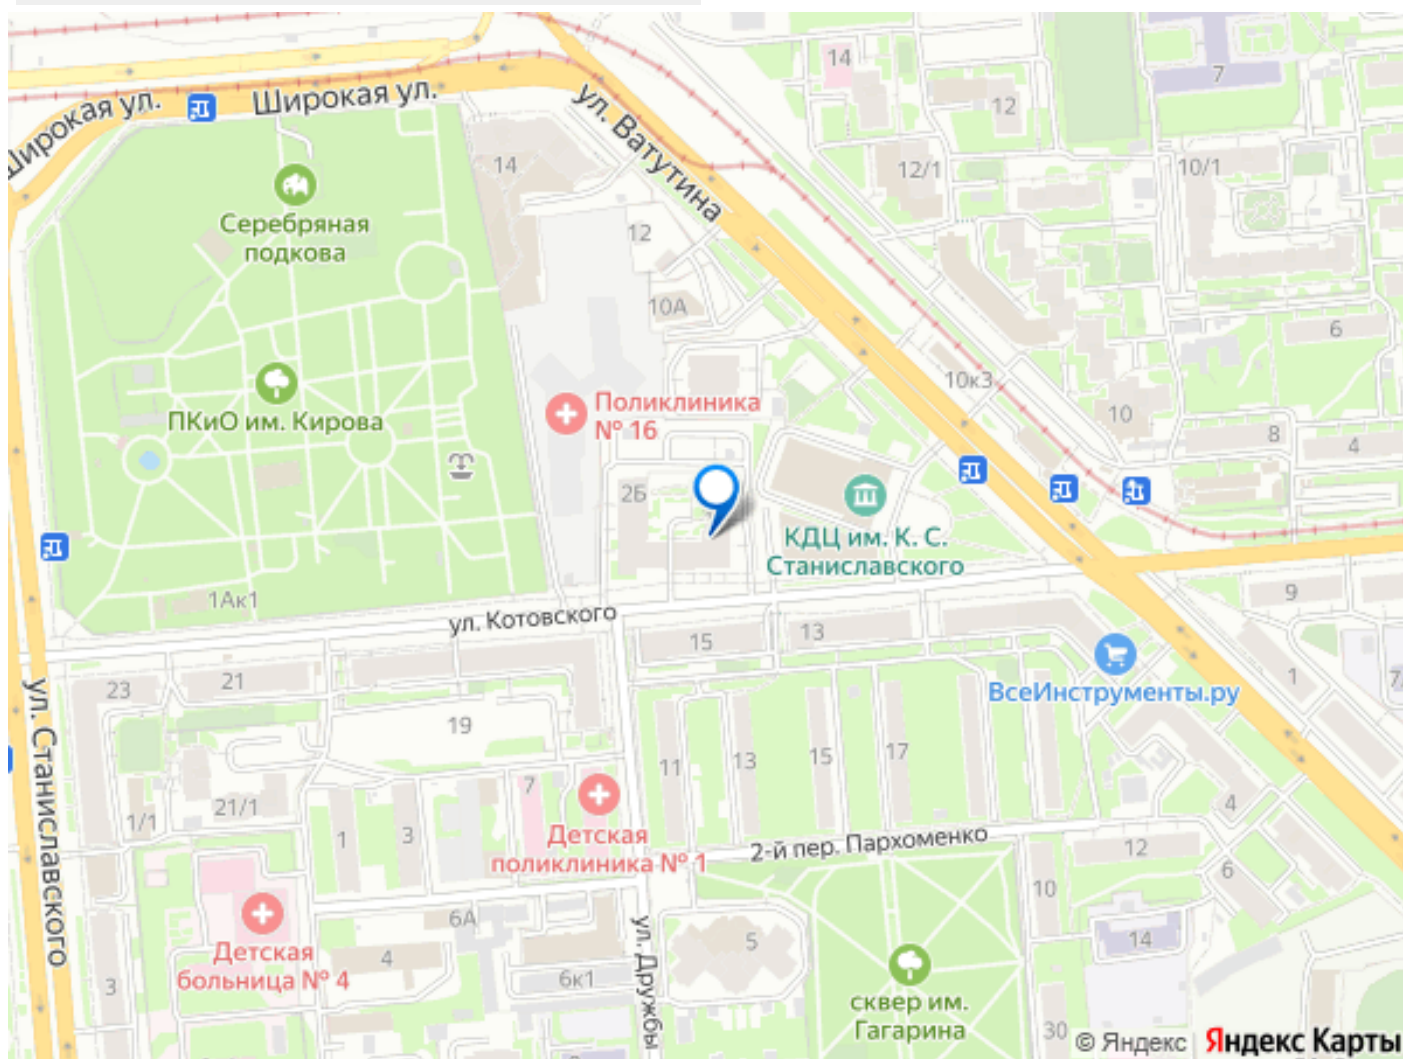 Широкая ул.
Широкая ул.
ул. Ватутина
14
7
12
14
12/1
10/1
Серебряная
подкова
12
10А
6
10к3
ПКиО им. Кирова
Поликлиника
№ 16
10
8
4
2Б
КДЦ им. К. С.
Станиславского
1Ак1
ул. Котовского
9
15
13
ВсеИнструменты.ру
1
7/
23
21
ул. Станиславского
19
11
13
15
17
7
21/1
1/1
1
3
4
Детская
поликлиника № 1
2-й пер. Пархоменко
12
6
10
6А
ул. Дружбы
5
14
Детская
больница № 4
4
6к1
3
сквер им.
Гагарина
30
© Яндекс
Яндекс Карты